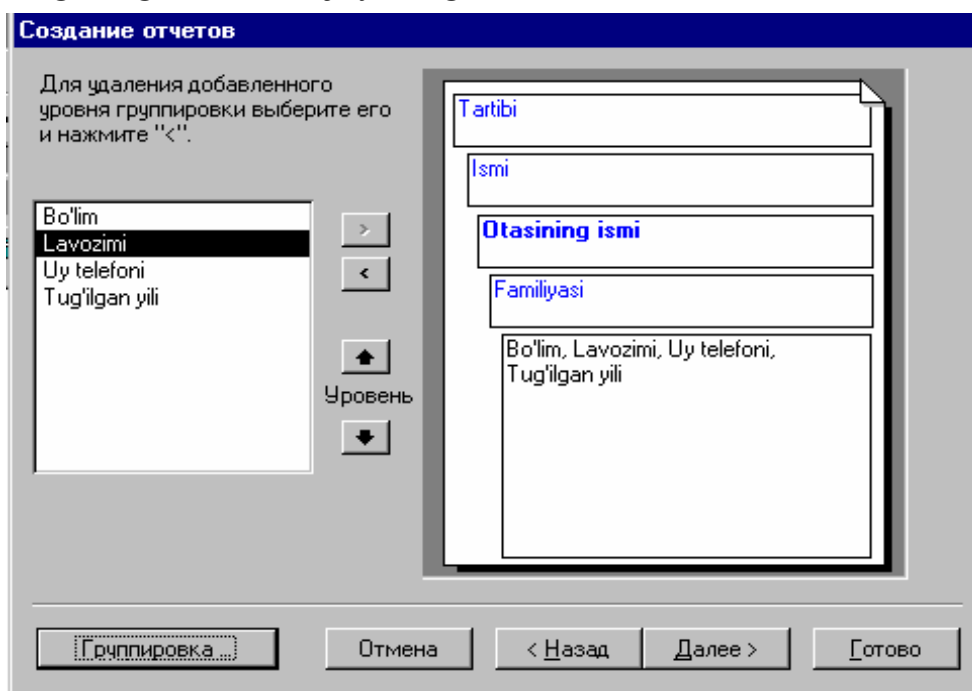 Создание отчетов
Для удаления добавленного
уровня группировки выберите его
и нажмите "<".
Bo'lim
Lavozimi
Uy telefoni
Tug'ilgan yili
>
<
Уровень
Tartibi
Ismi
Otasining ismi
Familiyasi
Bo'lim, Lavozimi, Uy telefoni,
Tug'ilgan yili
Группировка ...
Отмена
< Назад
Далее >
Готово